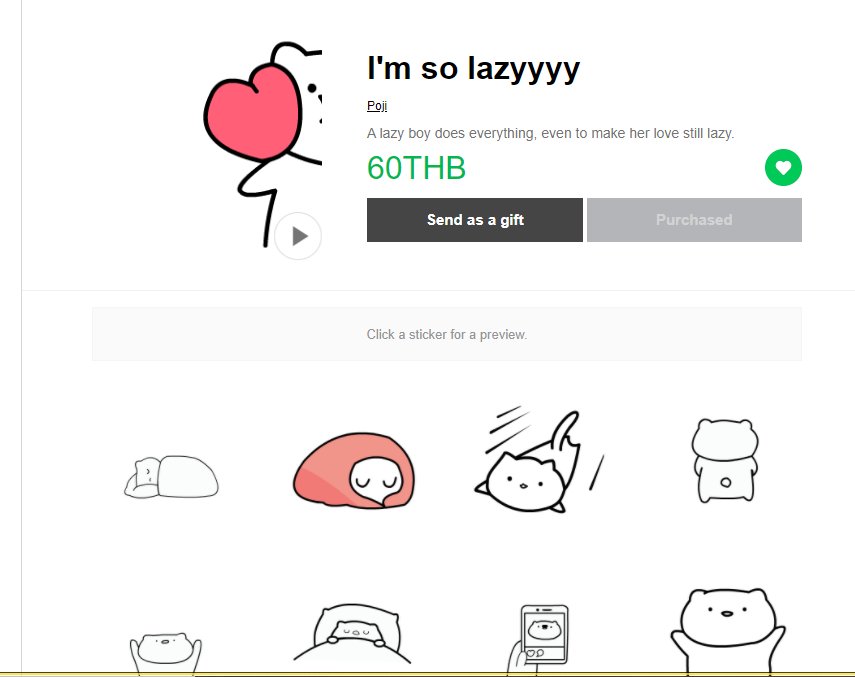 I'm so lazyyyy
Poji
A lazy boy does everything, even to make her love still lazy.
60THB
Send as a gift
Purchased
Click a sticker for a preview.